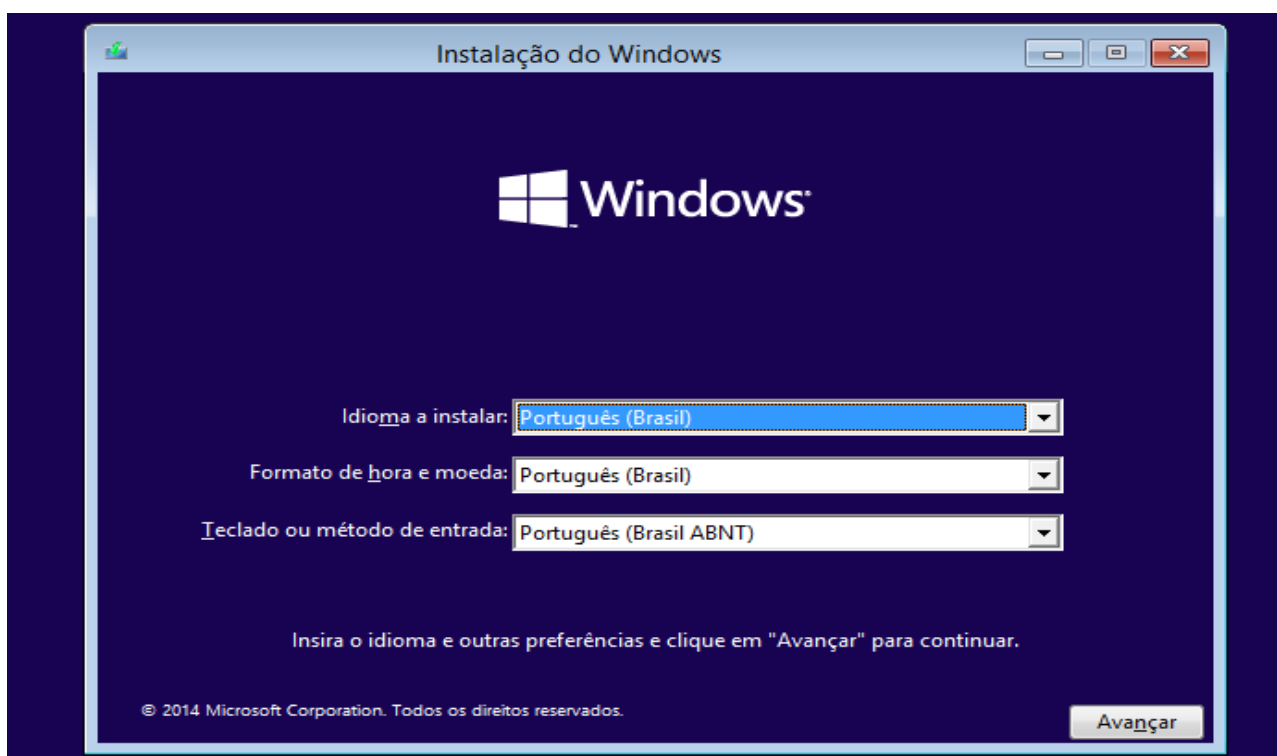 Instalação do Windows
Windows
Idioma a instalar: Português (Brasil)
Formato de hora e moeda: Português (Brasil)
Teclado ou método de entrada: Português (Brasil ABNT)
Insira o idioma e outras preferências e clique em "Avançar" para continuar.
© 2014 Microsoft Corporation. Todos os direitos reservados.
Avançar